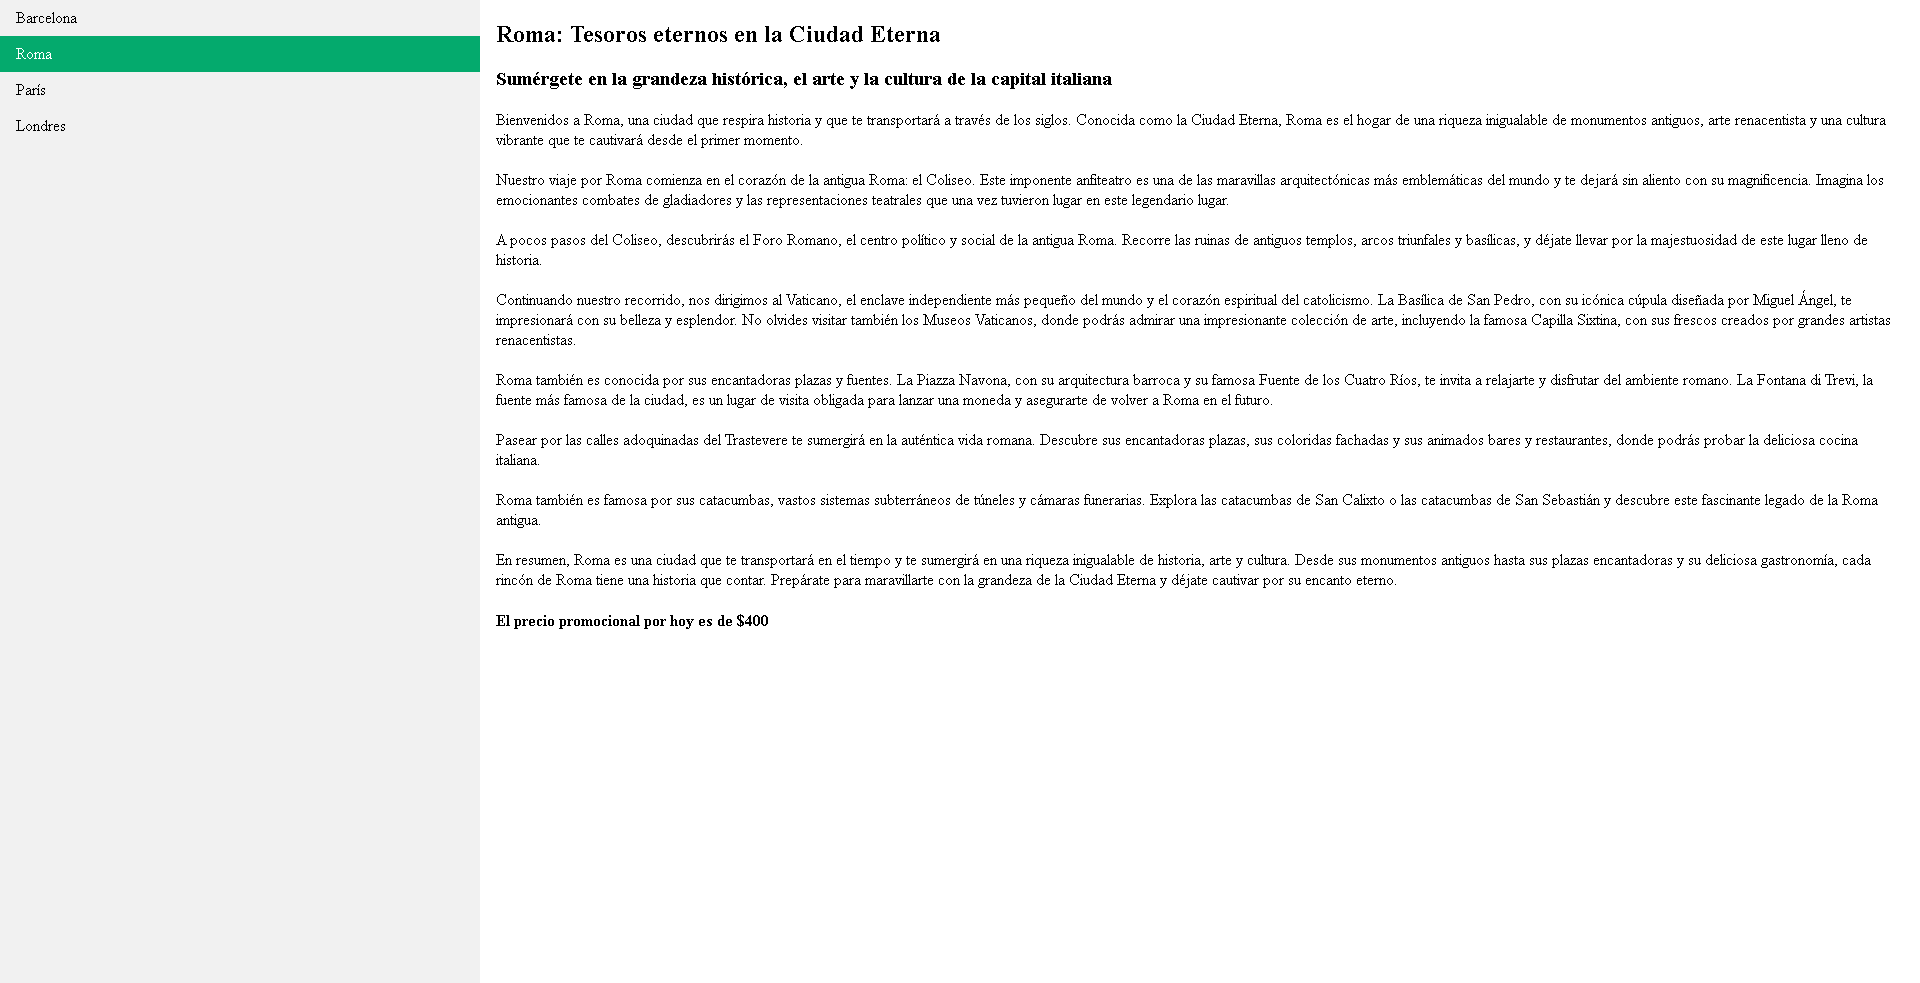 Barcelona
Roma
París
Londres
Roma: Tesoros eternos en la Ciudad Eterna
Sumérgete en la grandeza histórica, el arte y la cultura de la capital italiana
Bienvenidos a Roma, una ciudad que respira historia y que te transportará a través de los siglos. Conocida como la Ciudad Eterna, Roma es el hogar de una riqueza inigualable de monumentos antiguos, arte renacentista y una cultura
vibrante que te cautivará desde el primer momento.
Nuestro viaje por Roma comienza en el corazón de la antigua Roma: el Coliseo. Este imponente anfiteatro es una de las maravillas arquitectónicas más emblemáticas del mundo y te dejará sin aliento con su magnificencia. Imagina los
emocionantes combates de gladiadores y las representaciones teatrales que una vez tuvieron lugar en este legendario lugar.
A pocos pasos del Coliseo, descubrirás el Foro Romano, el centro político y social de la antigua Roma. Recorre las ruinas de antiguos templos, arcos triunfales y basílicas, y déjate llevar por la majestuosidad de este lugar lleno de
historia.
Continuando nuestro recorrido, nos dirigimos al Vaticano, el enclave independiente más pequeño del mundo y el corazón espiritual del catolicismo. La Basílica de San Pedro, con su icónica cúpula diseñada por Miguel Ángel, te
impresionará con su belleza y esplendor. No olvides visitar también los Museos Vaticanos, donde podrás admirar una impresionante colección de arte, incluyendo la famosa Capilla Sixtina, con sus frescos creados por grandes artistas
renacentistas.
Roma también es conocida por sus encantadoras plazas y fuentes. La Piazza Navona, con su arquitectura barroca y su famosa Fuente de los Cuatro Ríos, te invita a relajarte y disfrutar del ambiente romano. La Fontana di Trevi, la
fuente más famosa de la ciudad, es un lugar de visita obligada para lanzar una moneda y asegurarte de volver a Roma en el futuro.
Pasear por las calles adoquinadas del Trastevere te sumergirá en la auténtica vida romana. Descubre sus encantadoras plazas, sus coloridas fachadas y sus animados bares y restaurantes, donde podrás probar la deliciosa cocina
italiana.
Roma también es famosa por sus catacumbas, vastos sistemas subterráneos de túneles y cámaras funerarias. Explora las catacumbas de San Calixto o las catacumbas de San Sebastián y descubre este fascinante legado de la Roma
antigua.
En resumen, Roma es una ciudad que te transportará en el tiempo y te sumergirá en una riqueza inigualable de historia, arte y cultura. Desde sus monumentos antiguos hasta sus plazas encantadoras y su deliciosa gastronomía, cada
rincón de Roma tiene una historia que contar. Prepárate para maravillarte con la grandeza de la Ciudad Eterna y déjate cautivar por su encanto eterno.
El precio promocional por hoy es de $400